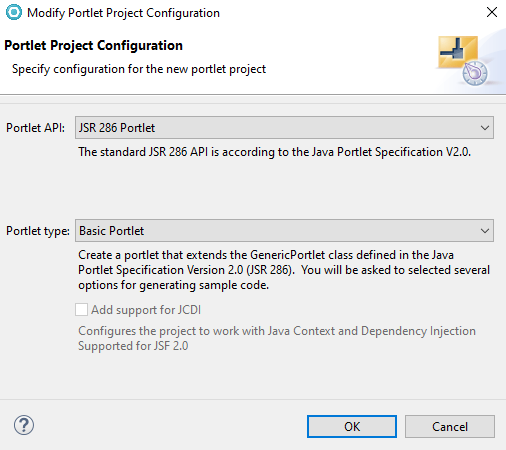 Modify Portlet Project Configuration
Portlet Project Configuration
Specify configuration for the new portlet project
Portlet API: JSR 286 Portlet
The standard JSR 286 API is according to the Java Portlet Specification V2.0.
Portlet type: Basic Portlet
Create a portlet that extends the GenericPortlet class defined in the Java
Portlet Specification Version 2.0 (JSR 286).  You will be asked to selected several
options for generating sample code.
Add support for JCDI
Configures the project to work with Java Context and Dependency Injection
Supported for JSF 2.0
?
OK Cancel